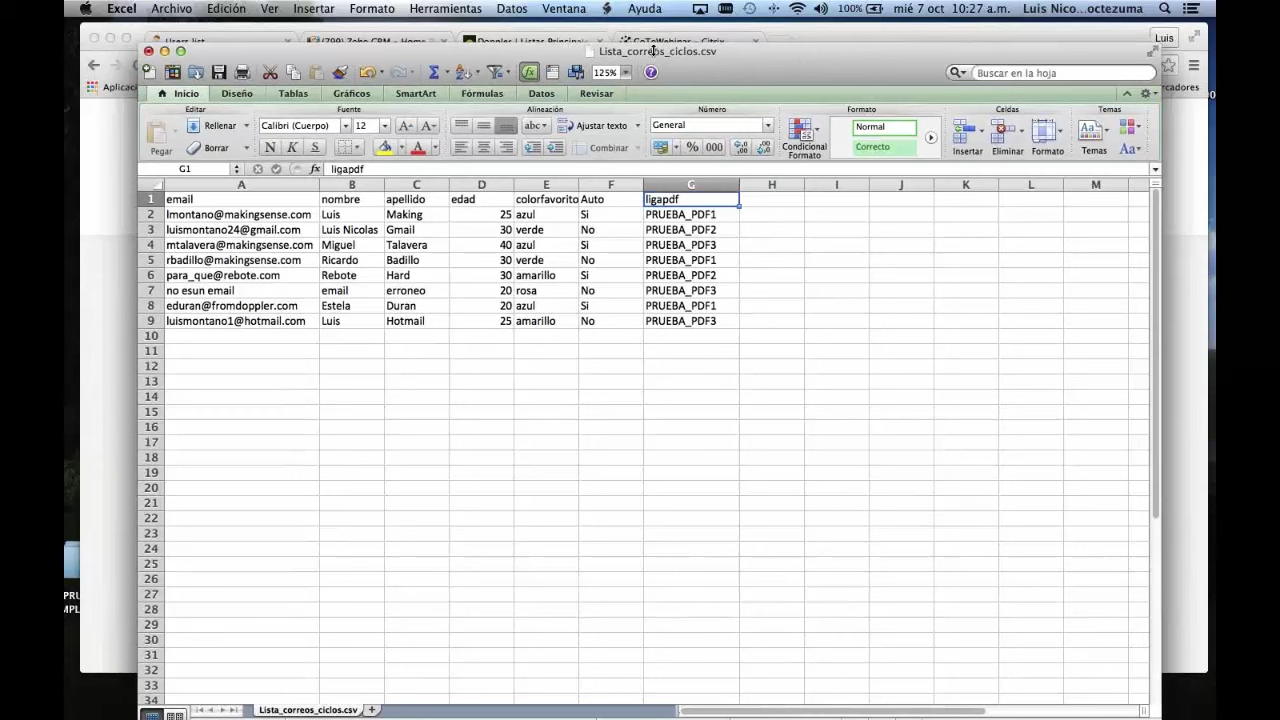 Excel Archivo Edición Ver Insertar Formato Herramientas Datos Ventana Ayuda 100% mié 7 oct 10:27 a.m. Luis Nico...octezuma
Luis
Lista_correos_ciclos.csv
Aplicació
125%
Buscar en la hoja
Inicio Diseño Tablas Gráficos SmartArt Fórmulas Datos Revisar
Editar Fuente Alineación Número Formato Celdas Temas
Pegar Rellenar Calibri (Cuerpo) 12 abc Ajustar texto General Normal
Borrar N K S A Combinar % 000 Condicional Formato Correcto Insertar Eliminar Formato Temas Aa
G1 fx ligapdf
A B C D E F G H I J K L M
1 email nombre apellido edad colorfavorito Auto ligapdf
2 lmontano@makingsense.com Luis Making 25 azul Si PRUEBA_PDF1
3 luismontano24@gmail.com Luis Nicolas Gmail 30 verde No PRUEBA_PDF2
4 mtalavera@makingsense.com Miguel Talavera 40 azul Si PRUEBA_PDF3
5 rbadillo@makingsense.com Ricardo Badillo 30 verde No PRUEBA_PDF1
6 para_que@rebote.com Rebote Hard 30 amarillo Si PRUEBA_PDF2
7 no esun email email erroneo 20 rosa No PRUEBA_PDF3
8 eduran@fromdoppler.com Estela Duran 20 azul Si PRUEBA_PDF1
9 luismontano1@hotmail.com Luis Hotmail 25 amarillo No PRUEBA_PDF3
10
11
12
13
14
15
16
17
18
19
20
21
22
23
24
25
26
27
28
29
30
31
32
33
34
Lista_correos_ciclos.csv